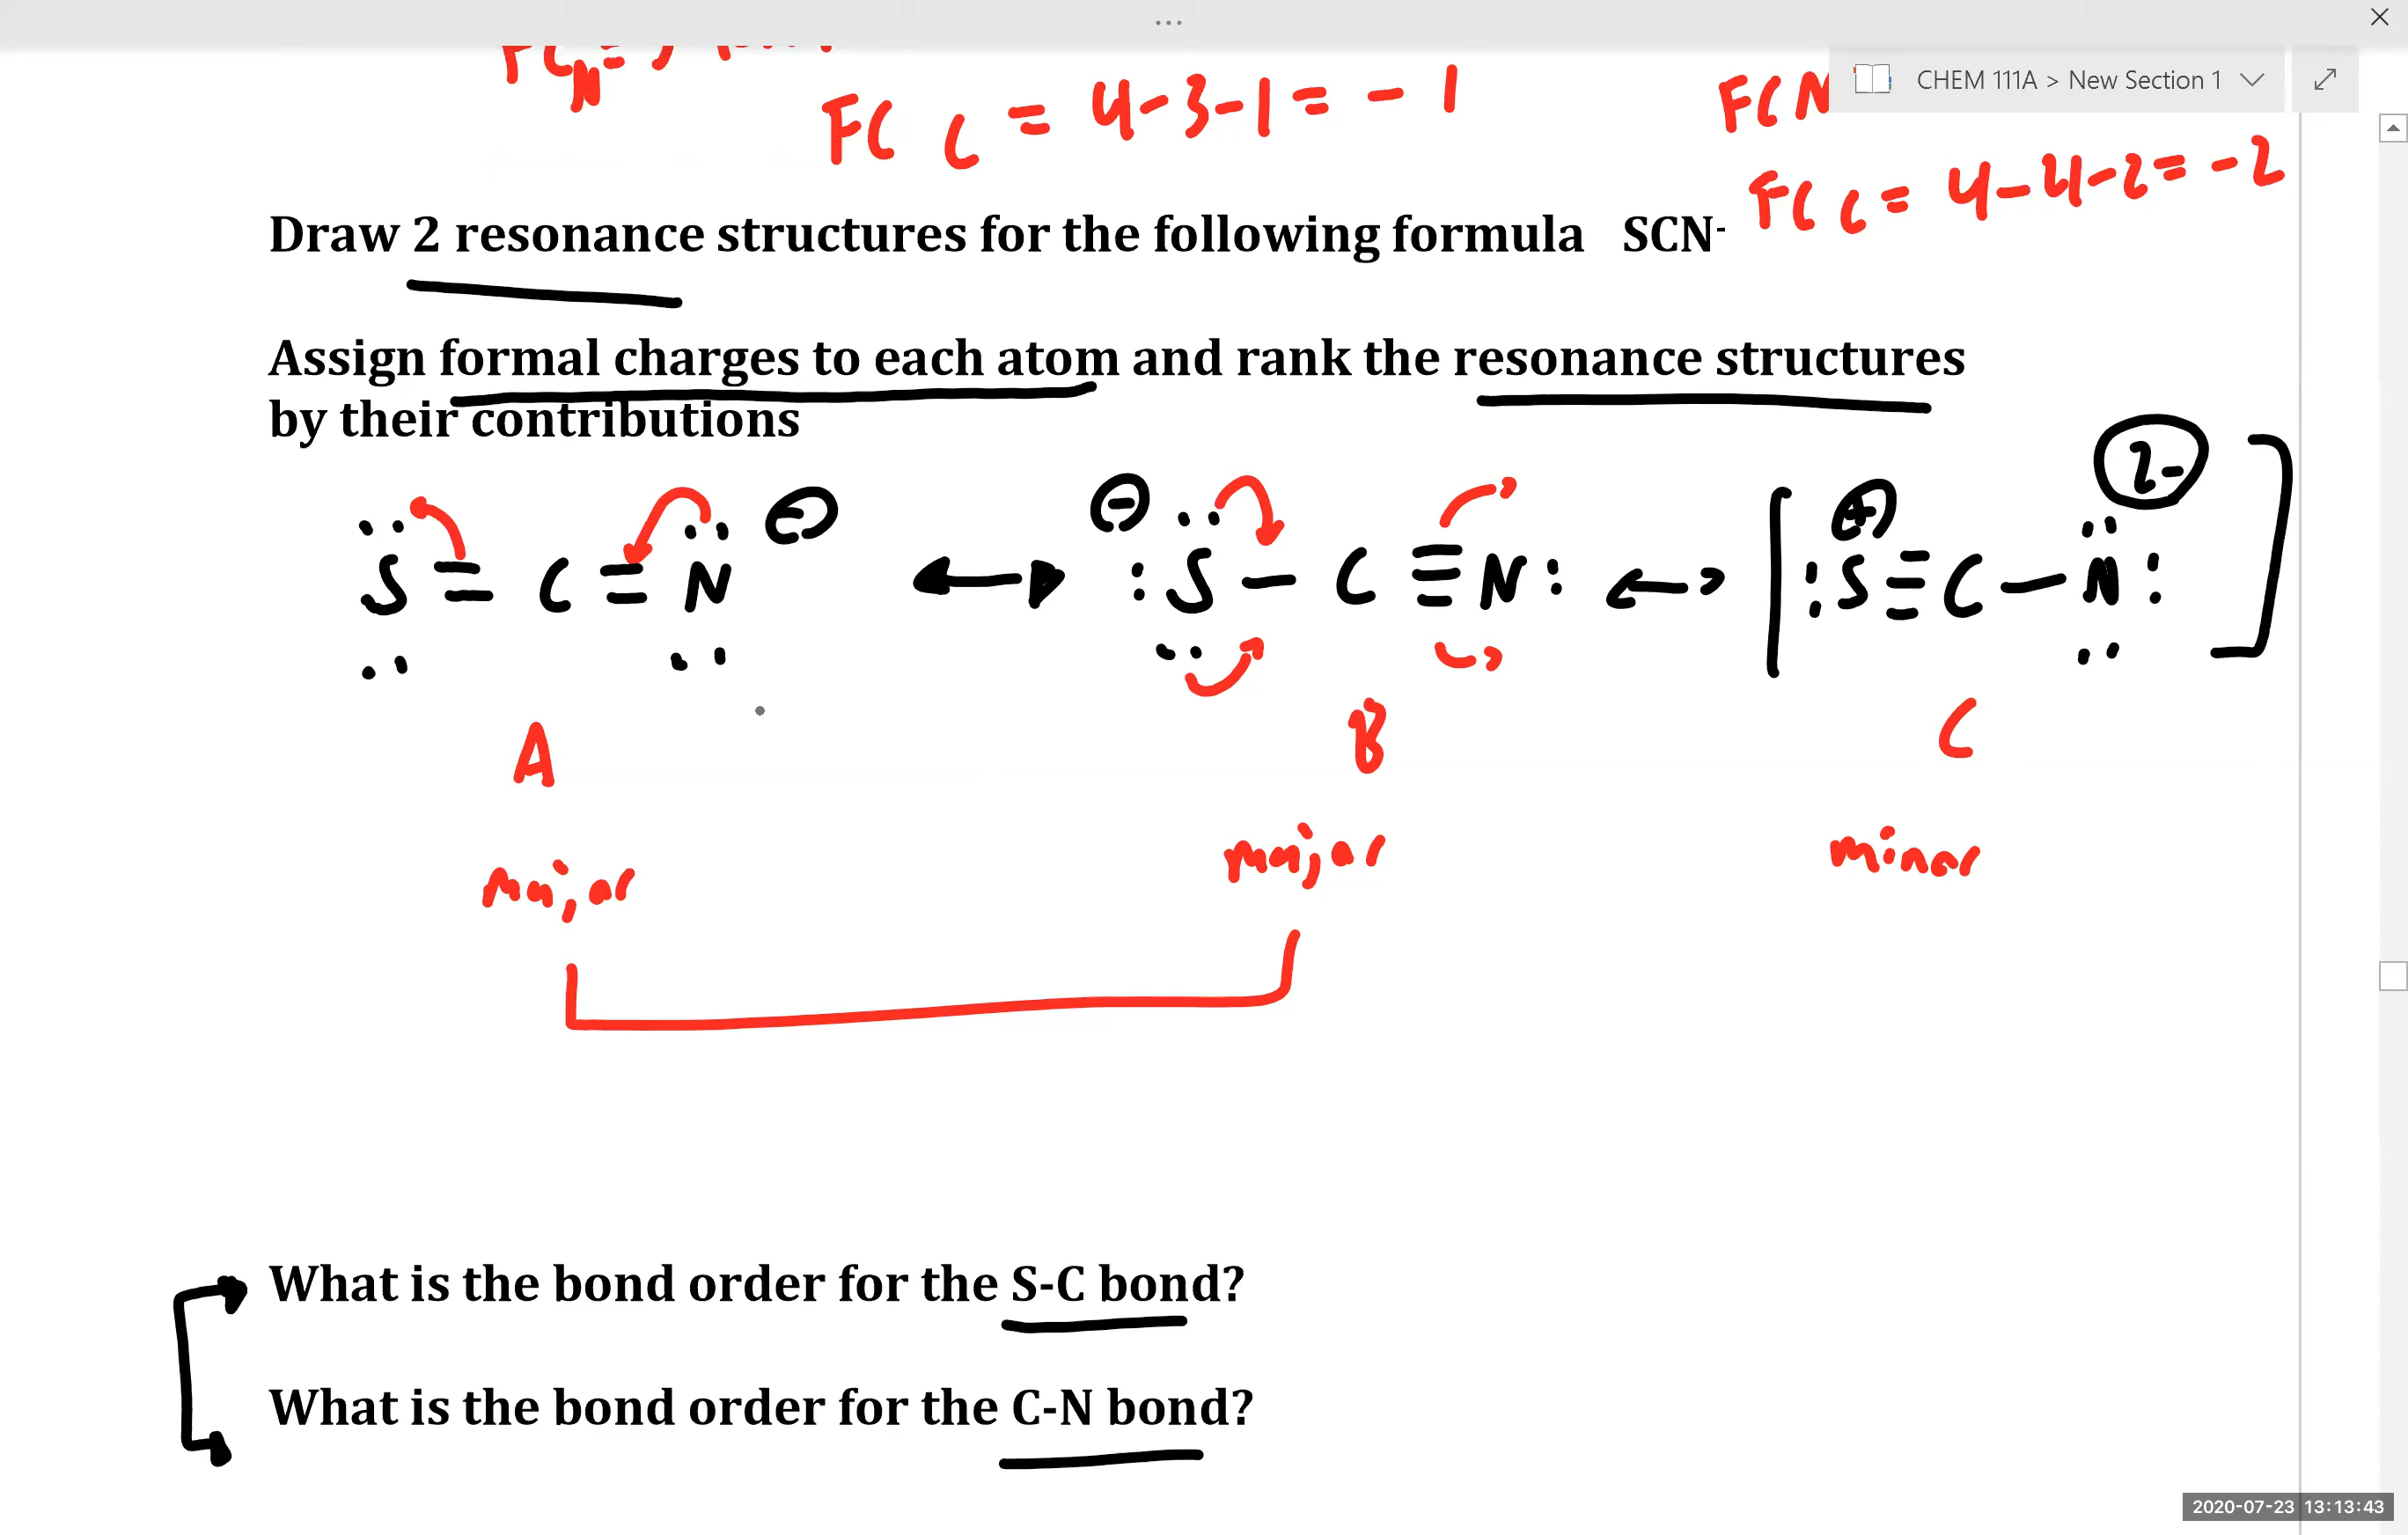 FC C = 4-3-1 = -1
FCN
CHEM 111A > New Section 1
FC C = 4-4-2 = -2
Draw 2 resonance structures for the following formula SCN-
Assign formal charges to each atom and rank the resonance structures
by their contributions
S = C = N - ↔ - :S - C ≡ N: ↔ [ + :S ≡ C - N: 2- ]
A B C
major major minor
What is the bond order for the S-C bond?
What is the bond order for the C-N bond?
2020-07-23 13:13:43